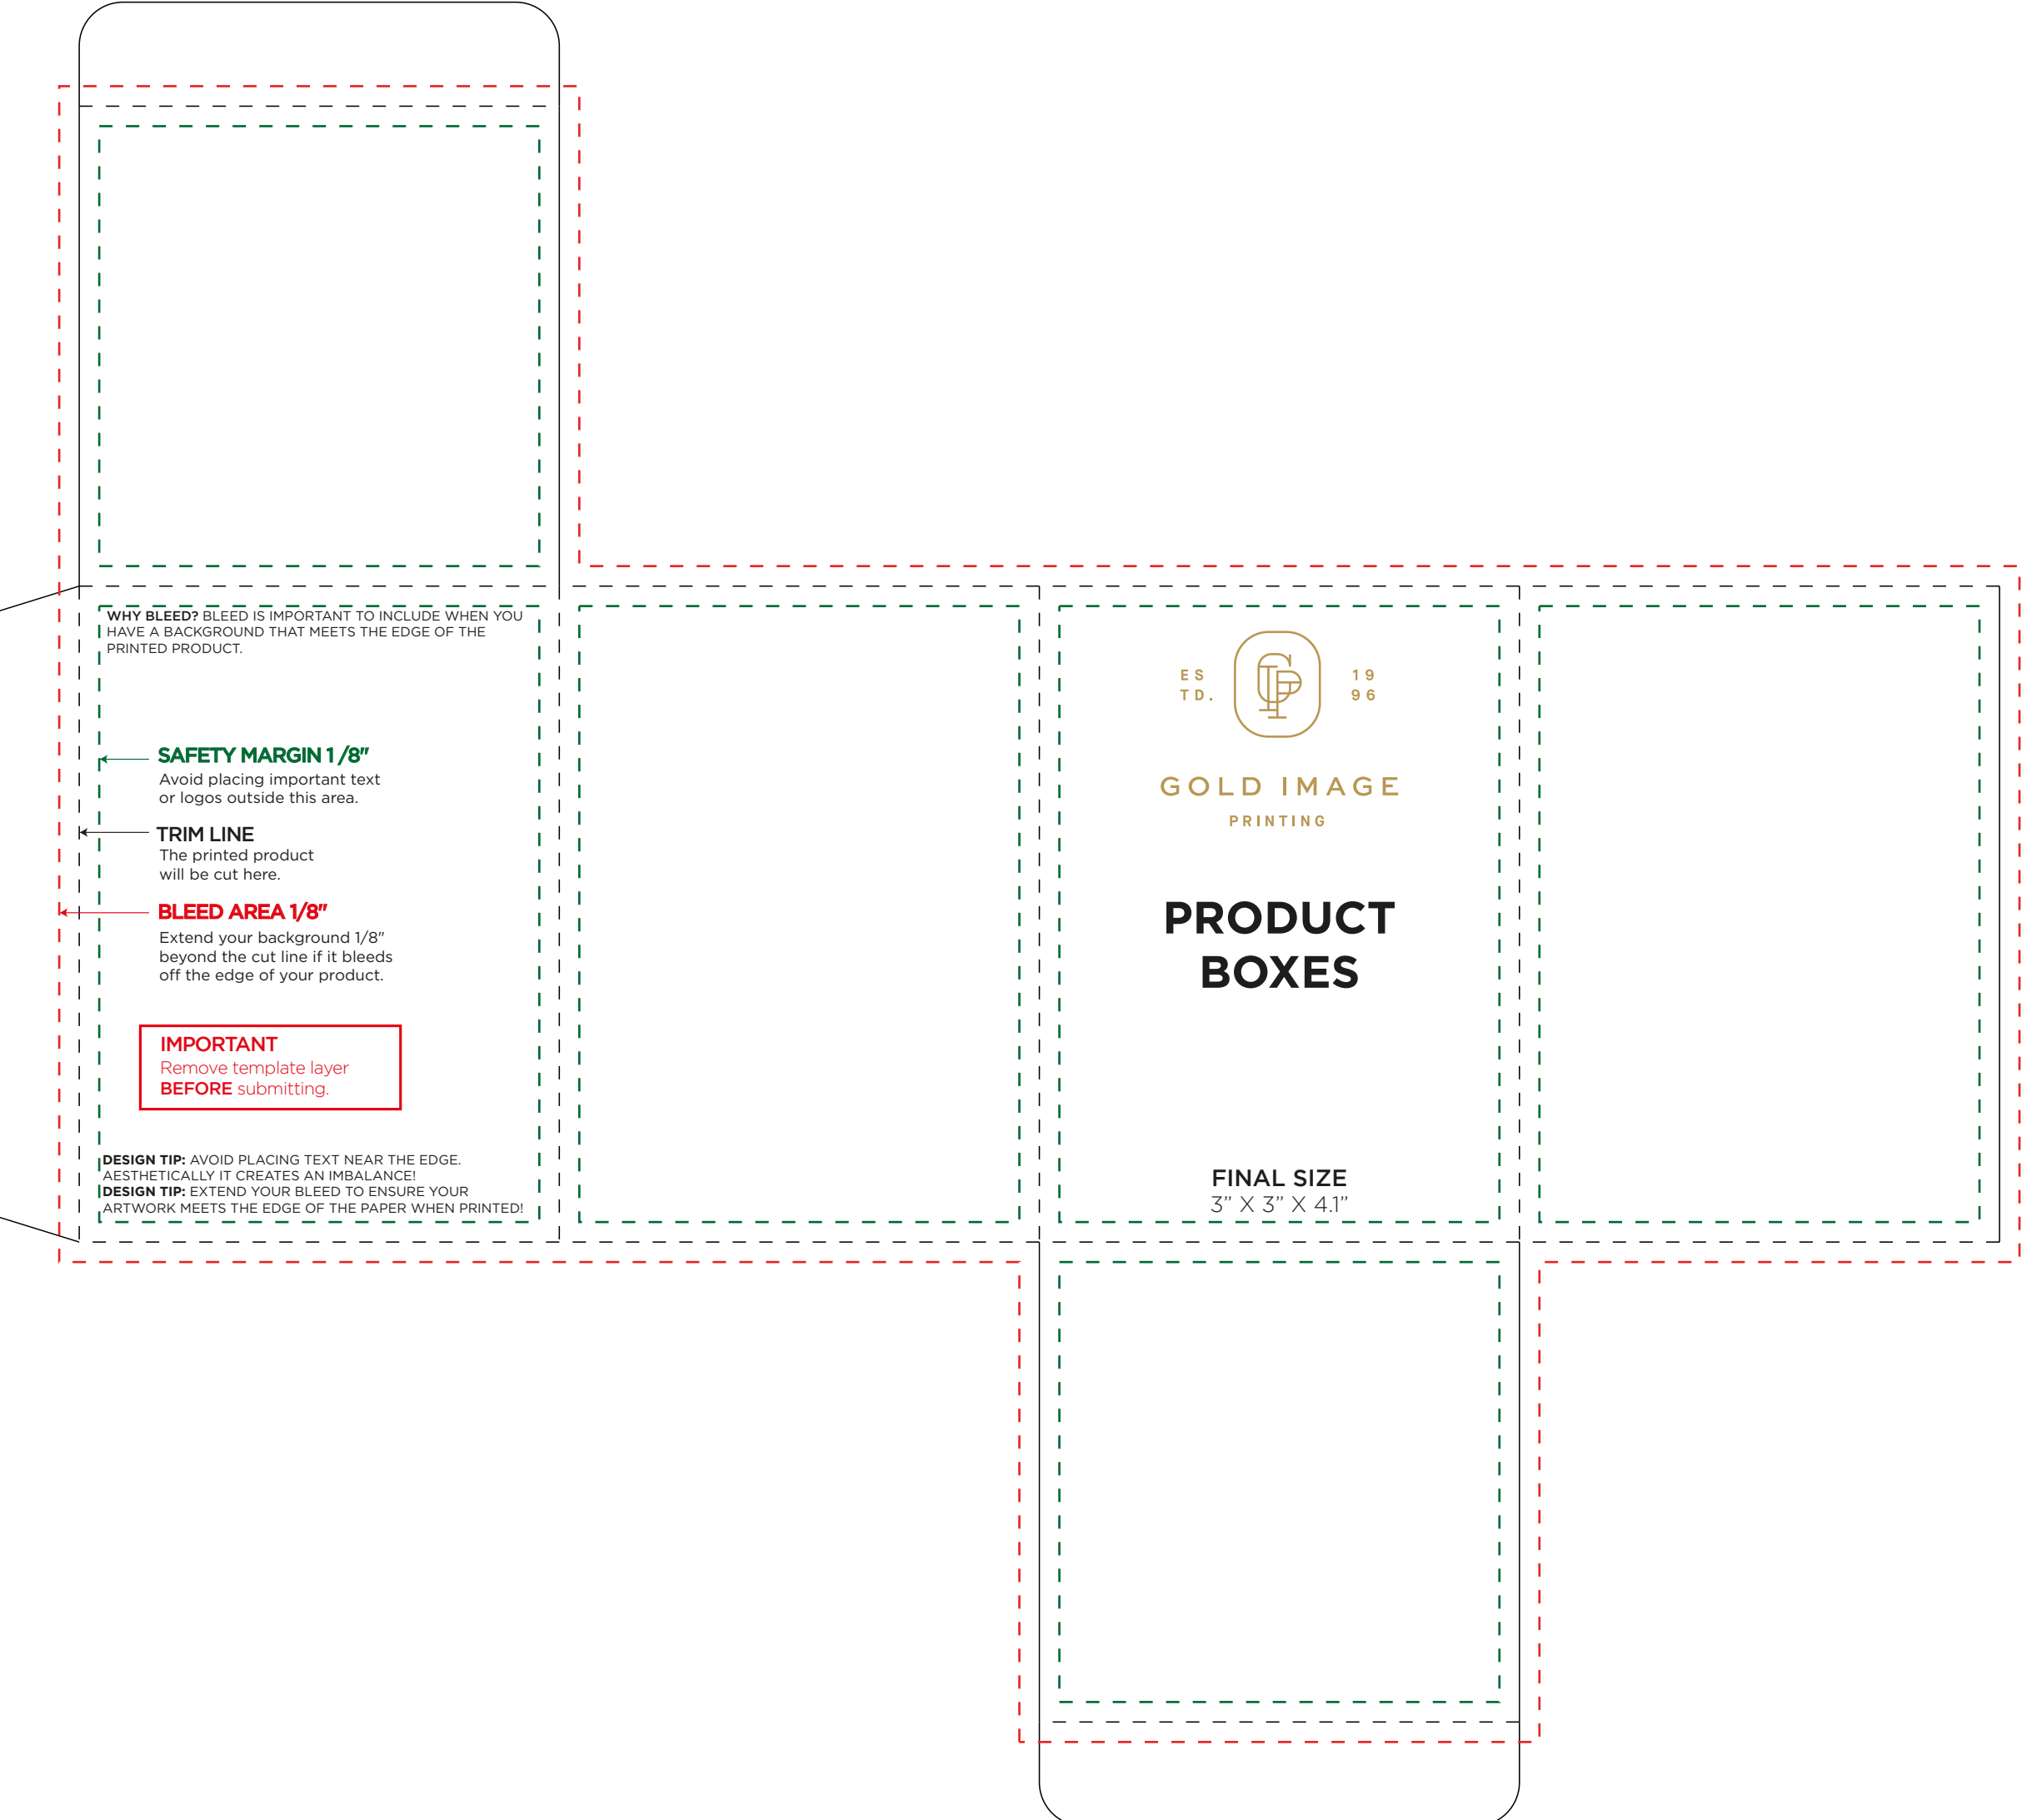 WHY BLEED? BLEED IS IMPORTANT TO INCLUDE WHEN YOU
HAVE A BACKGROUND THAT MEETS THE EDGE OF THE
PRINTED PRODUCT.
SAFETY MARGIN 1 /8"
Avoid placing important text
or logos outside this area.
TRIM LINE
The printed product
will be cut here.
BLEED AREA 1/8"
Extend your background 1/8"
beyond the cut line if it bleeds
off the edge of your product.
IMPORTANT
Remove template layer
BEFORE submitting.
DESIGN TIP: AVOID PLACING TEXT NEAR THE EDGE.
AESTHETICALLY IT CREATES AN IMBALANCE!
DESIGN TIP: EXTEND YOUR BLEED TO ENSURE YOUR
ARTWORK MEETS THE EDGE OF THE PAPER WHEN PRINTED!
ES
TD.
GP
19
96
GOLD IMAGE
PRINTING
PRODUCT
BOXES
FINAL SIZE
3” X 3” X 4.1”